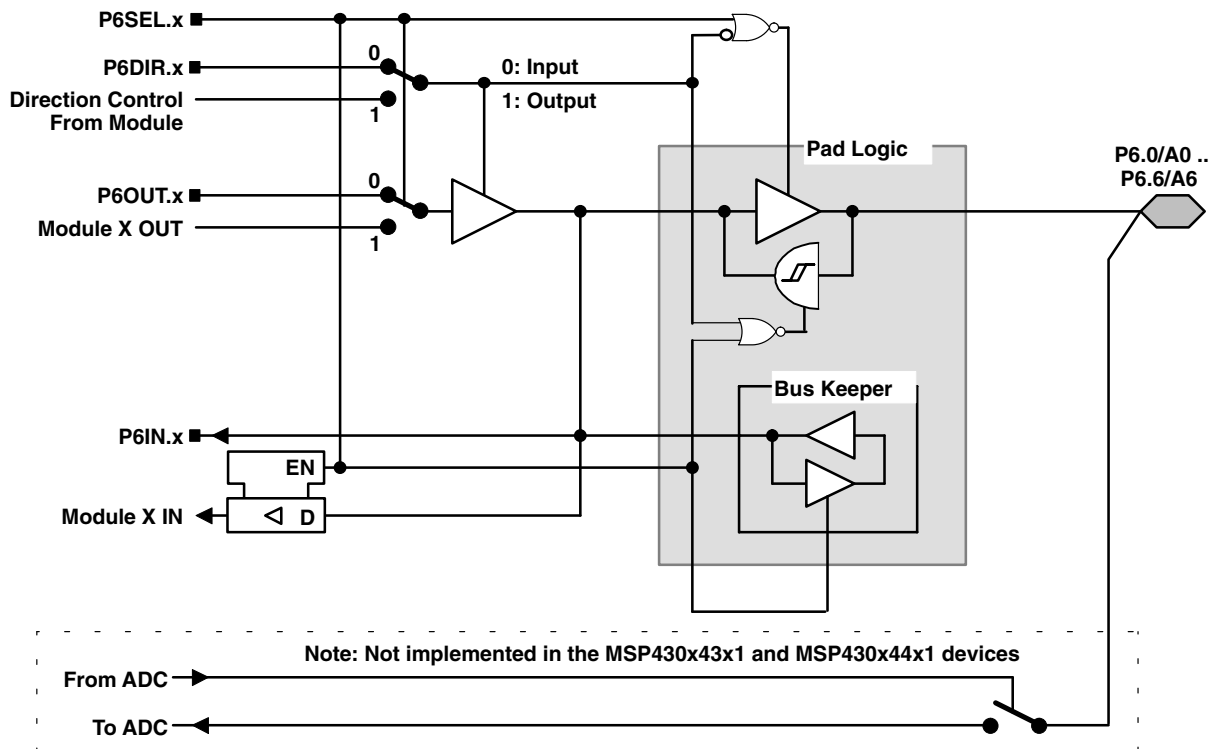 P6SEL.x
P6DIR.x
0
0: Input
Direction Control
From Module
1
1: Output
Pad Logic
P6.0/A0 ..
P6.6/A6
P6OUT.x
0
Module X OUT
1
Bus Keeper
P6IN.x
EN
Module X IN
D
Note: Not implemented in the MSP430x43x1 and MSP430x44x1 devices
From ADC
To ADC